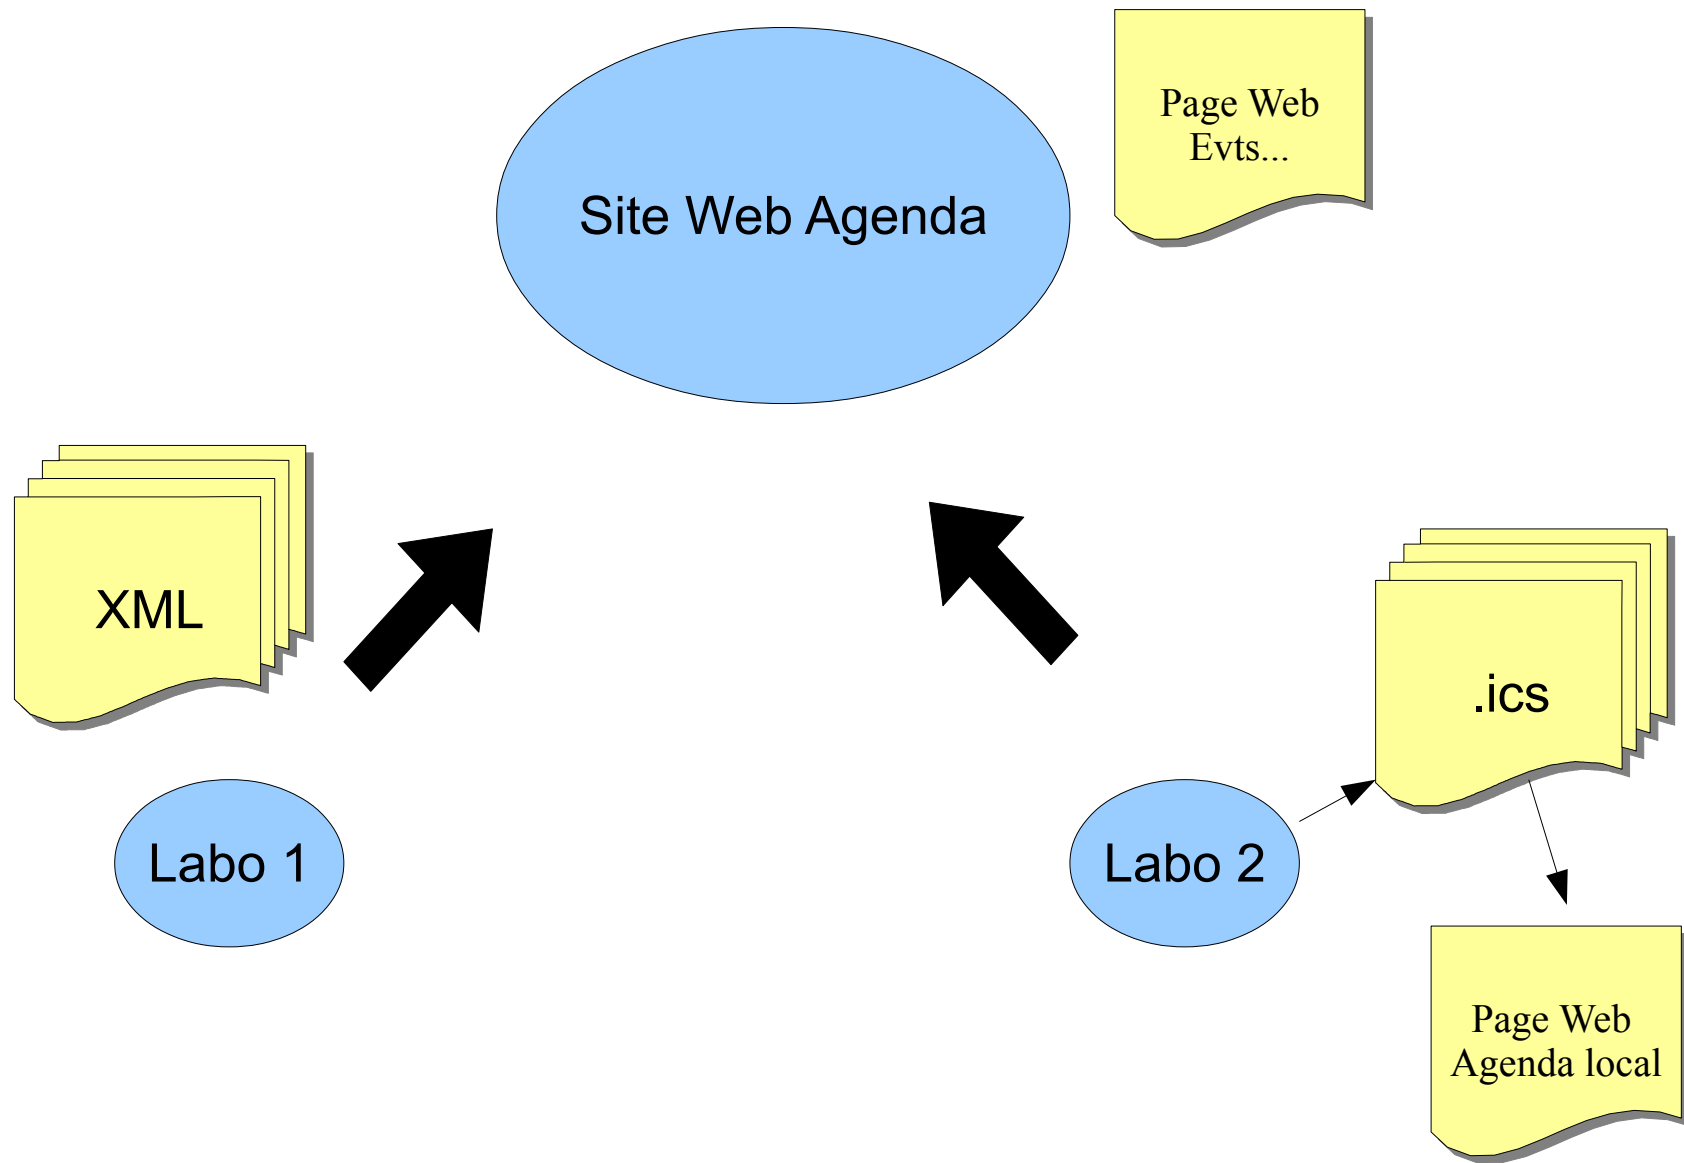 Page Web
Evts...
Site Web Agenda
XML
.ics
Labo 1
Labo 2
Page Web
Agenda local